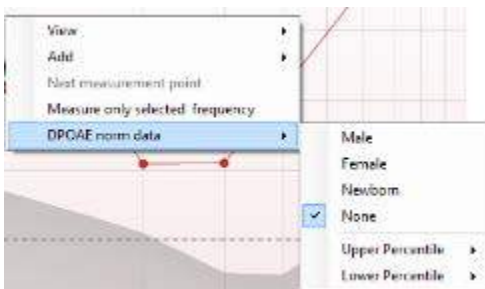 View
Add
Next measurement point
Measure only selected frequency
DPOAE norm data
Male
Female
Newborn
None
Upper Percentile
Lower Percentile